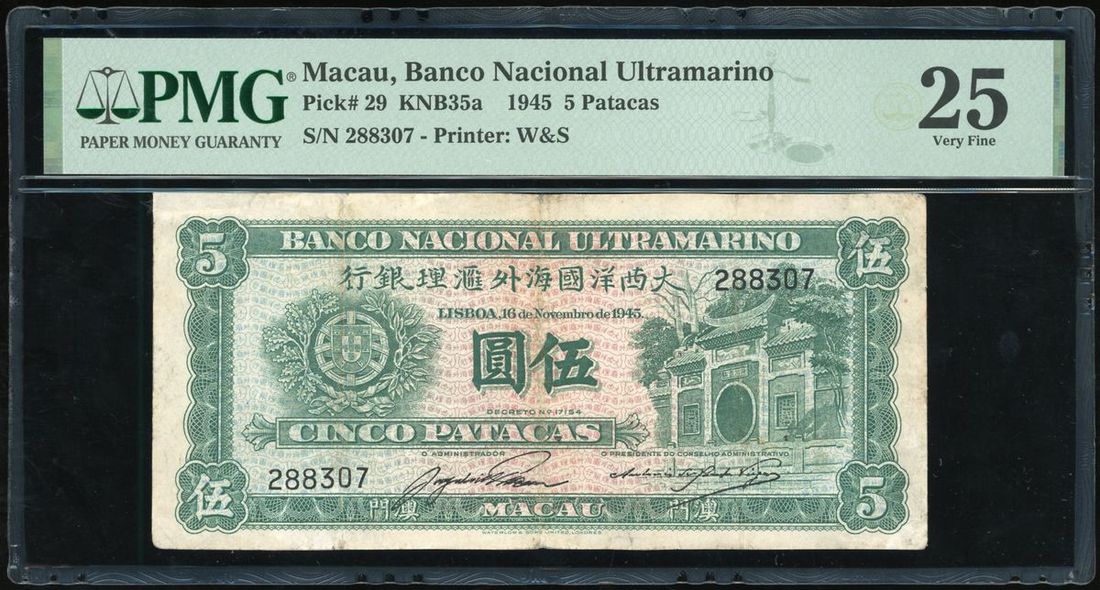 PMG®
PAPER MONEY GUARANTY
Macau, Banco Nacional Ultramarino
Pick# 29 KNB35a 1945 5 Patacas
S/N 288307 - Printer: W&S
25
Very Fine
5
BANCO NACIONAL ULTRAMARINO
伍
行銀理滙外海國洋西大
288307
LISBOA, 16 de Novembro de 1945.
圓伍
DECRETO Nº 17154
CINCO PATACAS
O ADMINISTRADOR
O PRESIDENTE DO CONSELHO ADMINISTRATIVO
288307
伍
門澳
MACAU
門澳
5
WATERLOW & SONS LIMITED, LONDRES.